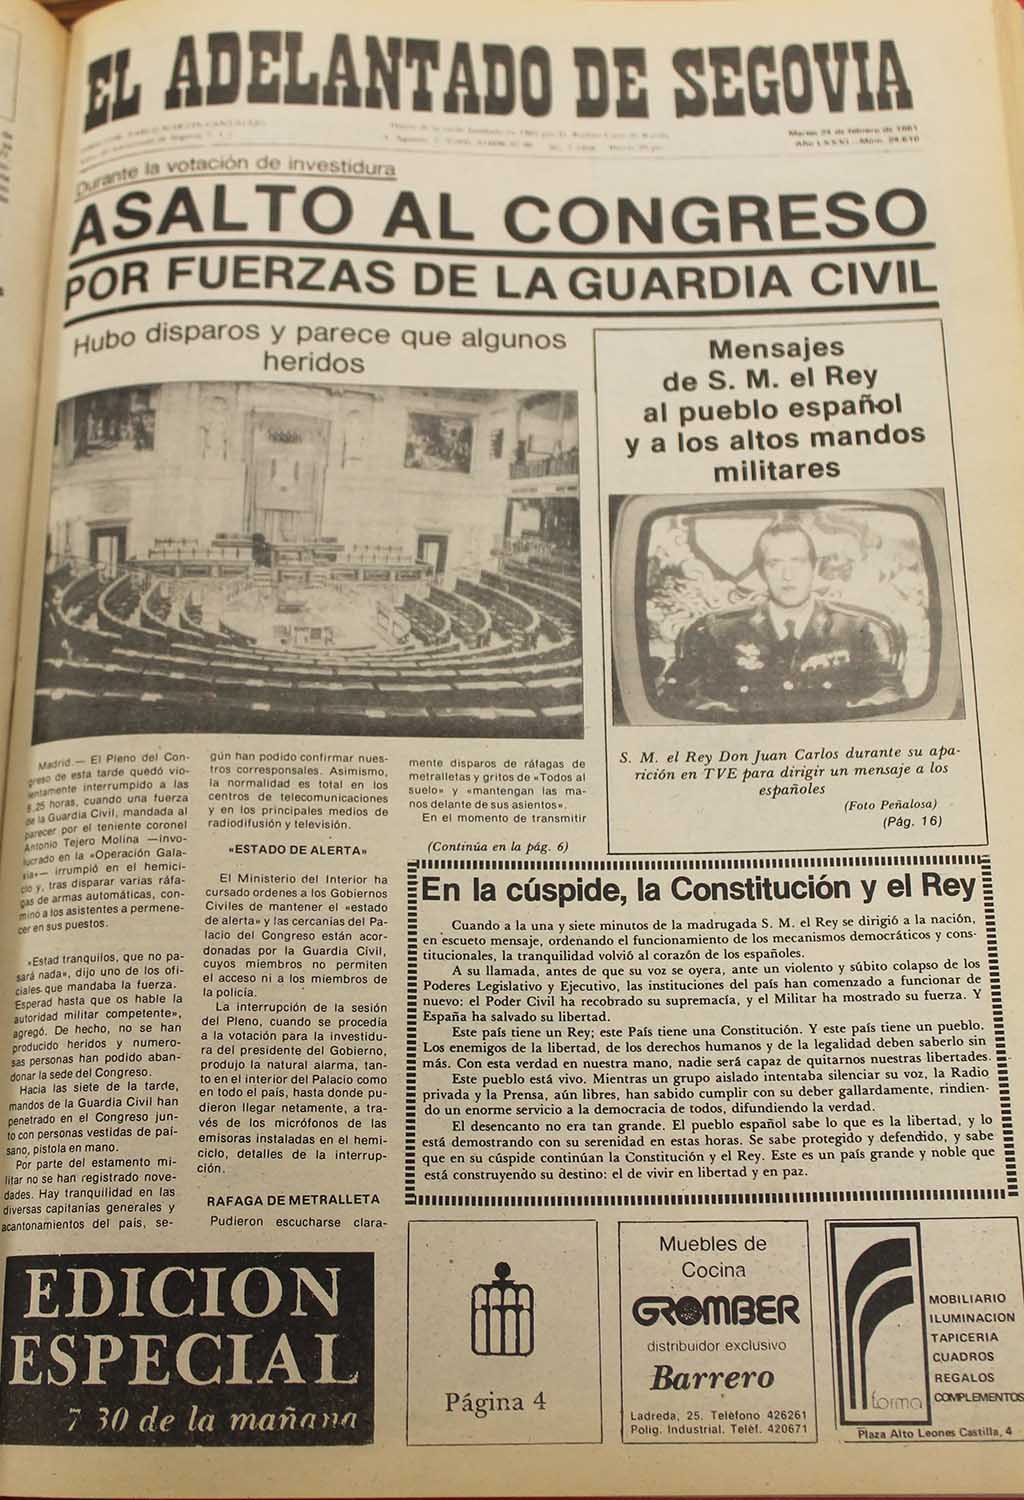 EL ADELANTADO DE SEGOVIA
Martes 24 de febrero de 1981
Año LXXXI.—Núm. 24.610
Durante la votación de investidura
ASALTO AL CONGRESO
POR FUERZAS DE LA GUARDIA CIVIL
Hubo disparos y parece que algunos
heridos
Madrid.— El Pleno del Con-
greso de esta tarde quedó vio-
lentamente interrumpido a las
6,25 horas, cuando una fuerza
de la Guardia Civil, mandada al
parecer por el teniente coronel
Antonio Tejero Molina —invo-
lucrado en la «Operación Gala-
xia»— irrumpió en el hemici-
clo y, tras disparar varias ráfa-
gas de armas automáticas, con-
minó a los asistentes a permene-
cer en sus puestos.
»Estad tranquilos, que no pa-
sará nada», dijo uno de los ofi-
ciales que mandaba la fuerza.
Esperad hasta que os hable la
autoridad militar competente»,
agregó. De hecho, no se han
producido heridos y numero-
sas personas han podido aban-
donar la sede del Congreso.
Hacia las siete de la tarde,
mandos de la Guardia Civil han
penetrado en el Congreso jun-
to con personas vestidas de pai-
sano, pistola en mano.
Por parte del estamento mi-
litar no se han registrado nove-
dades. Hay tranquilidad en las
diversas capitanías generales y
acantonamientos del país, se-
gún han podido confirmar nues-
tros corresponsales. Asimismo,
la normalidad es total en los
centros de telecomunicaciones
y en los principales medios de
radiodifusión y televisión.
«ESTADO DE ALERTA»
El Ministerio del Interior ha
cursado ordenes a los Gobiernos
Civiles de mantener el «estado
de alerta» y las cercanías del Pa-
lacio del Congreso están acor-
donadas por la Guardia Civil,
cuyos miembros no permiten
el acceso ni a los miembros de
la policía.
La interrupción de la sesión
del Pleno, cuando se procedía
a la votación para la investidu-
ra del presidente del Gobierno,
produjo la natural alarma, tan-
to en el interior del Palacio como
en todo el país, hasta donde pu-
dieron llegar netamente, a tra-
vés de los micrófonos de las
emisoras instaladas en el hemi-
ciclo, detalles de la interrup-
ción.
RAFAGA DE METRALLETA
Pudieron escucharse clara-
mente disparos de ráfagas de
metralletas y gritos de «Todos al
suelo» y «mantengan las ma-
nos delante de sus asientos».
En el momento de transmitir
(Continúa en la pág. 6)
Mensajes
de S. M. el Rey
al pueblo español
y a los altos mandos
militares
S. M. el Rey Don Juan Carlos durante su apa-
rición en TVE para dirigir un mensaje a los
españoles
(Foto Peñalosa)
(Pág. 16)
En la cúspide, la Constitución y el Rey
Cuando a la una y siete minutos de la madrugada S. M. el Rey se dirigió a la nación,
en escueto mensaje, ordenando el funcionamiento de los mecanismos democráticos y cons-
titucionales, la tranquilidad volvió al corazón de los españoles.
A su llamada, antes de que su voz se oyera, ante un violento y súbito colapso de los
Poderes Legislativo y Ejecutivo, las instituciones del país han comenzado a funcionar de
nuevo: el Poder Civil ha recobrado su supremacía, y el Militar ha mostrado su fuerza. Y
España ha salvado su libertad.
Este país tiene un Rey; este País tiene una Constitución. Y este país tiene un pueblo.
Los enemigos de la libertad, de los derechos humanos y de la legalidad deben saberlo sin
más. Con esta verdad en nuestra mano, nadie será capaz de quitarnos nuestras libertades.
Este pueblo está vivo. Mientras un grupo aislado intentaba silenciar su voz, la Radio
privada y la Prensa, aún libres, han sabido cumplir con su deber gallardamente, rindien-
do un enorme servicio a la democracia de todos, difundiendo la verdad.
El desencanto no era tan grande. El pueblo español sabe lo que es la libertad, y lo
está demostrando con su serenidad en estas horas. Se sabe protegido y defendido, y sabe
que en su cúspide continúan la Constitución y el Rey. Este es un país grande y noble que
está construyendo su destino: el de vivir en libertad y en paz.
EDICION
ESPECIAL
7 30 de la mañana
Página 4
Muebles de
Cocina
GROMBER
distribuidor exclusivo
Barrero
Ladreda, 25. Teléfono 426261
Polig. Industrial. Teléf. 420671
forma
MOBILIARIO
ILUMINACION
TAPICERIA
CUADROS
REGALOS
COMPLEMENTOS
Plaza Alto Leones Castilla, 4